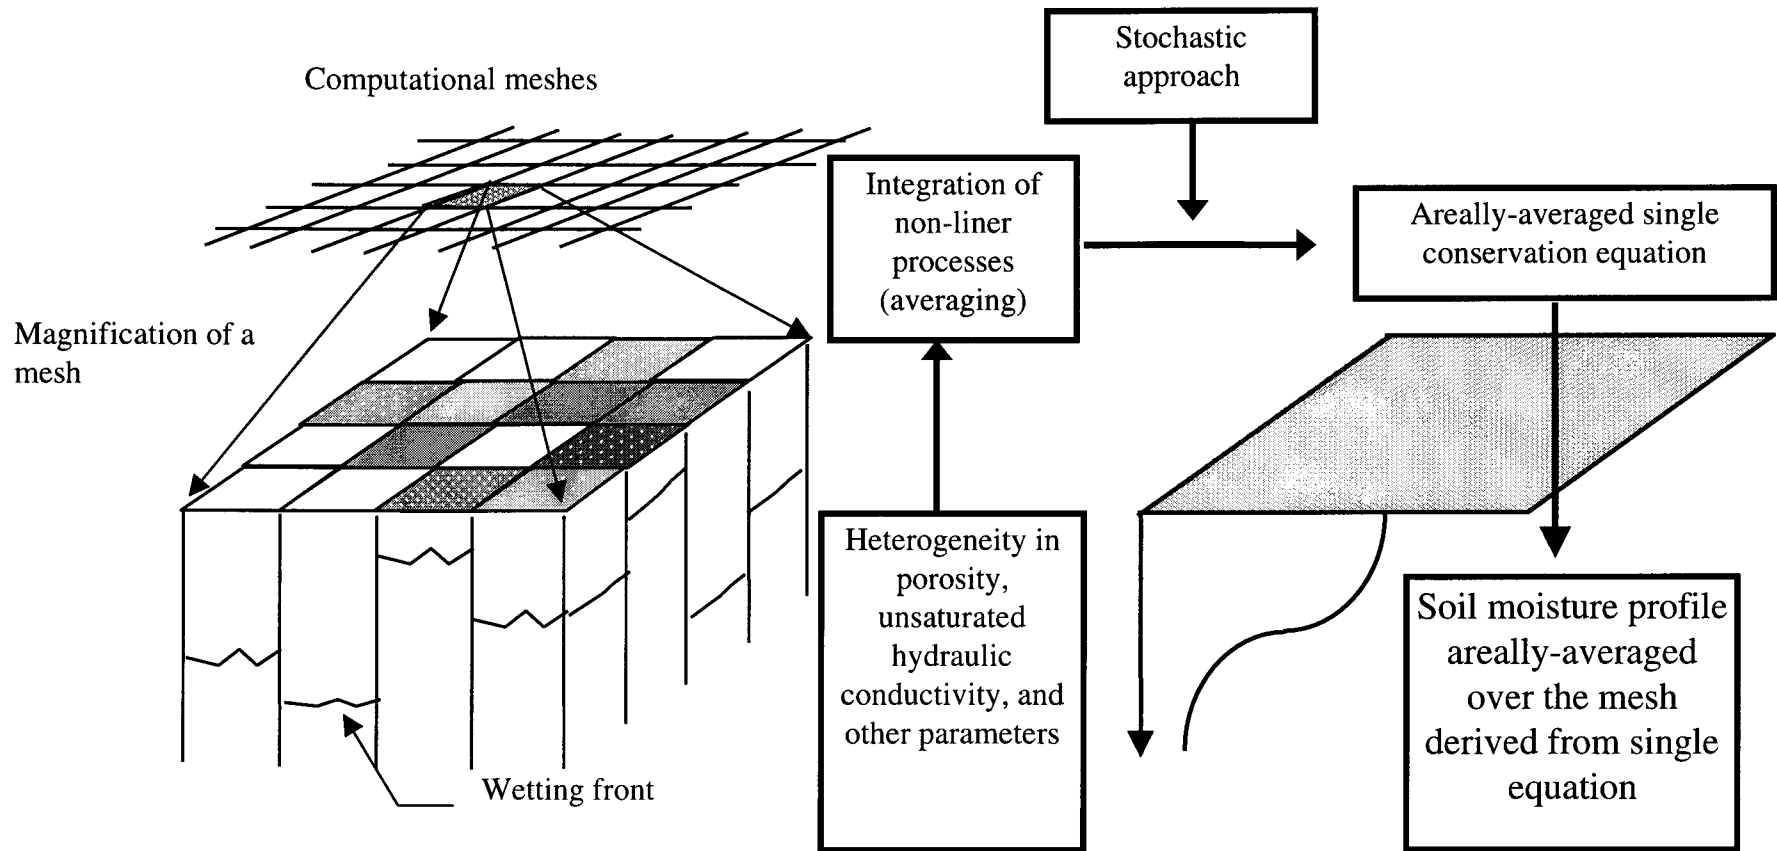 Computational meshes
Magnification of a
mesh
Wetting front
Heterogeneity in
porosity,
unsaturated
hydraulic
conductivity, and
other parameters
Integration of
non-liner
processes
(averaging)
Stochastic
approach
Areally-averaged single
conservation equation
Soil moisture profile
areally-averaged
over the mesh
derived from single
equation